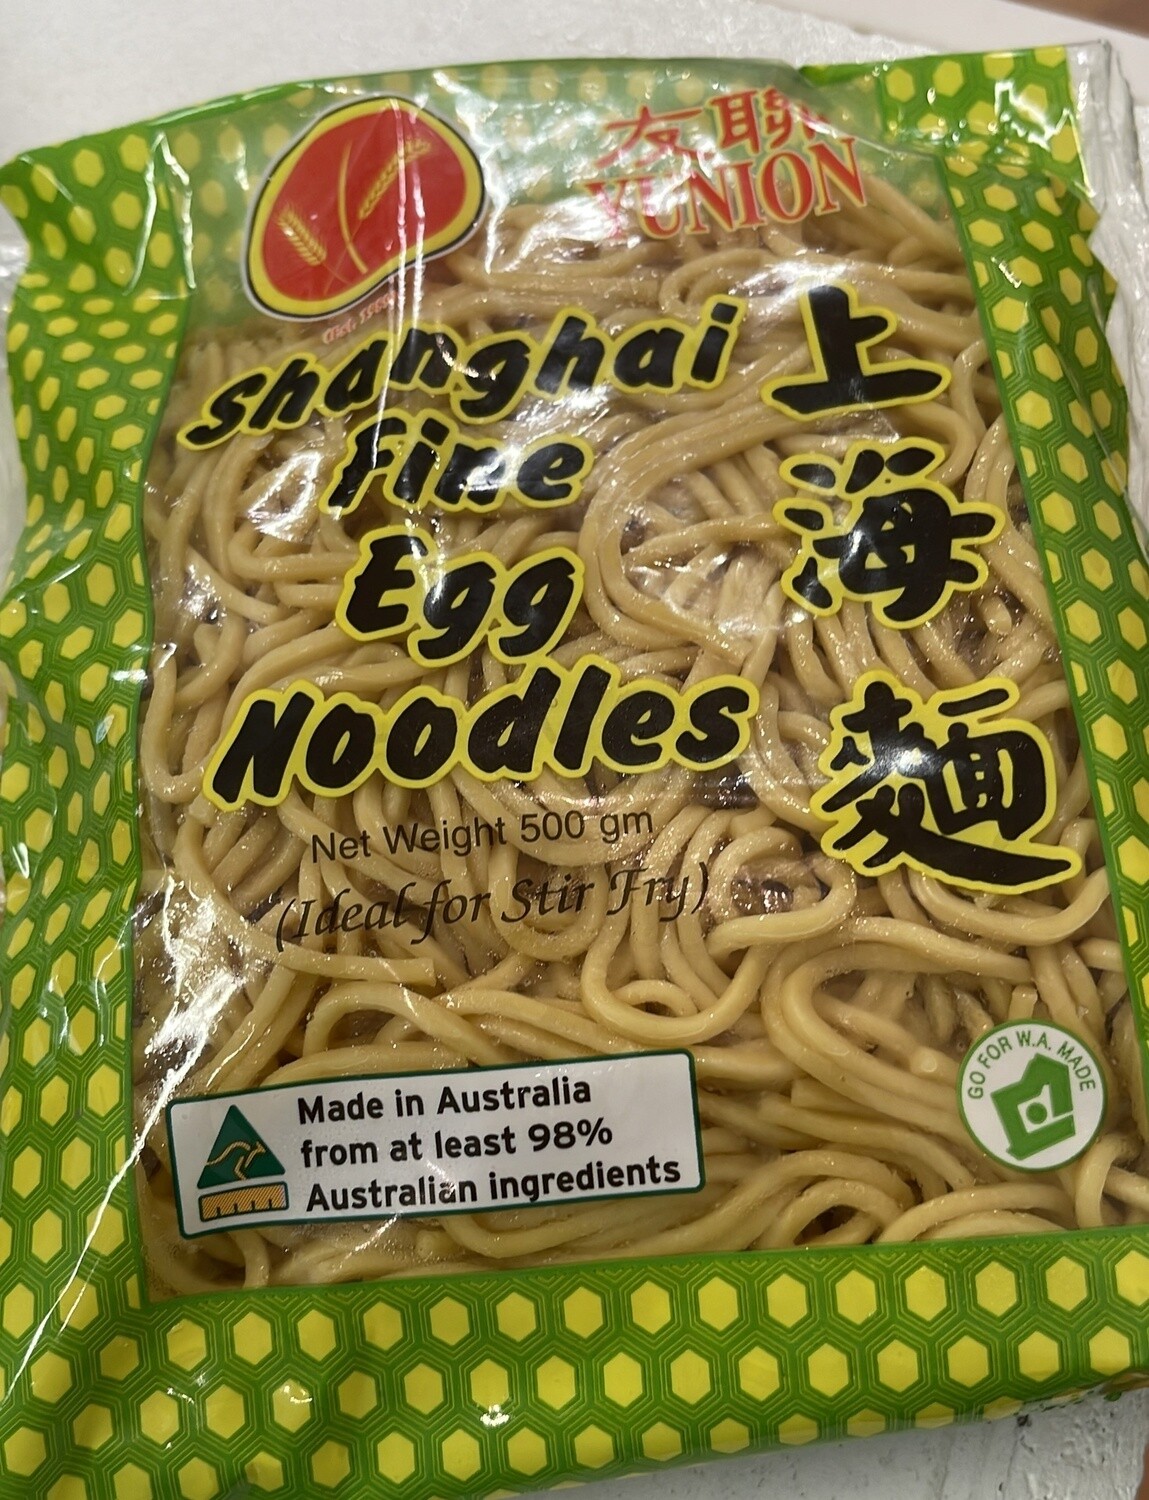 友聯
YUNION
Shanghai
Fine
Egg
Noodles
上
海
麵
Net Weight 500 gm
(Ideal for Stir Fry)
Made in Australia
from at least 98%
Australian ingredients
GO FOR W.A. MADE